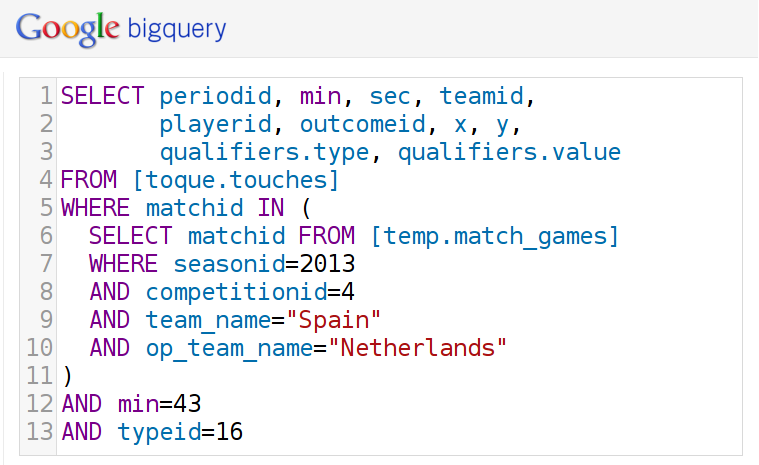 Google bigquery
1 SELECT periodid, min, sec, teamid,
2 playerid, outcomeid, x, y,
3 qualifiers.type, qualifiers.value
4 FROM [toque.touches]
5 WHERE matchid IN (
6 SELECT matchid FROM [temp.match_games]
7 WHERE seasonid=2013
8 AND competitionid=4
9 AND team_name="Spain"
10 AND op_team_name="Netherlands"
11 )
12 AND min=43
13 AND typeid=16